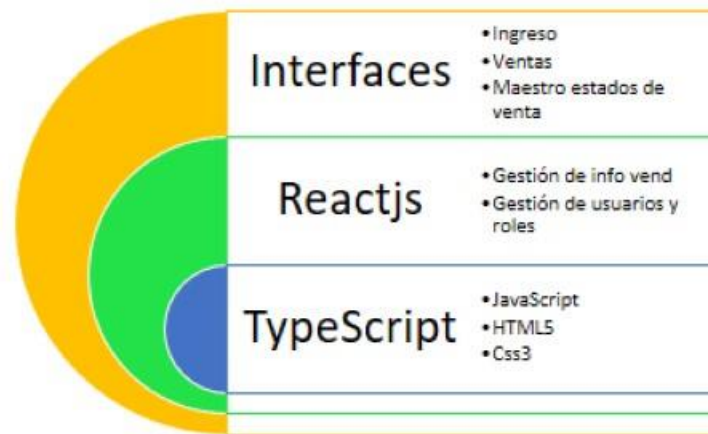 Interfaces
•Ingreso
•Ventas
•Maestro estados de
venta
Reactjs
•Gestión de info vend
•Gestión de usuarios y
roles
TypeScript
•JavaScript
•HTML5
•Css3